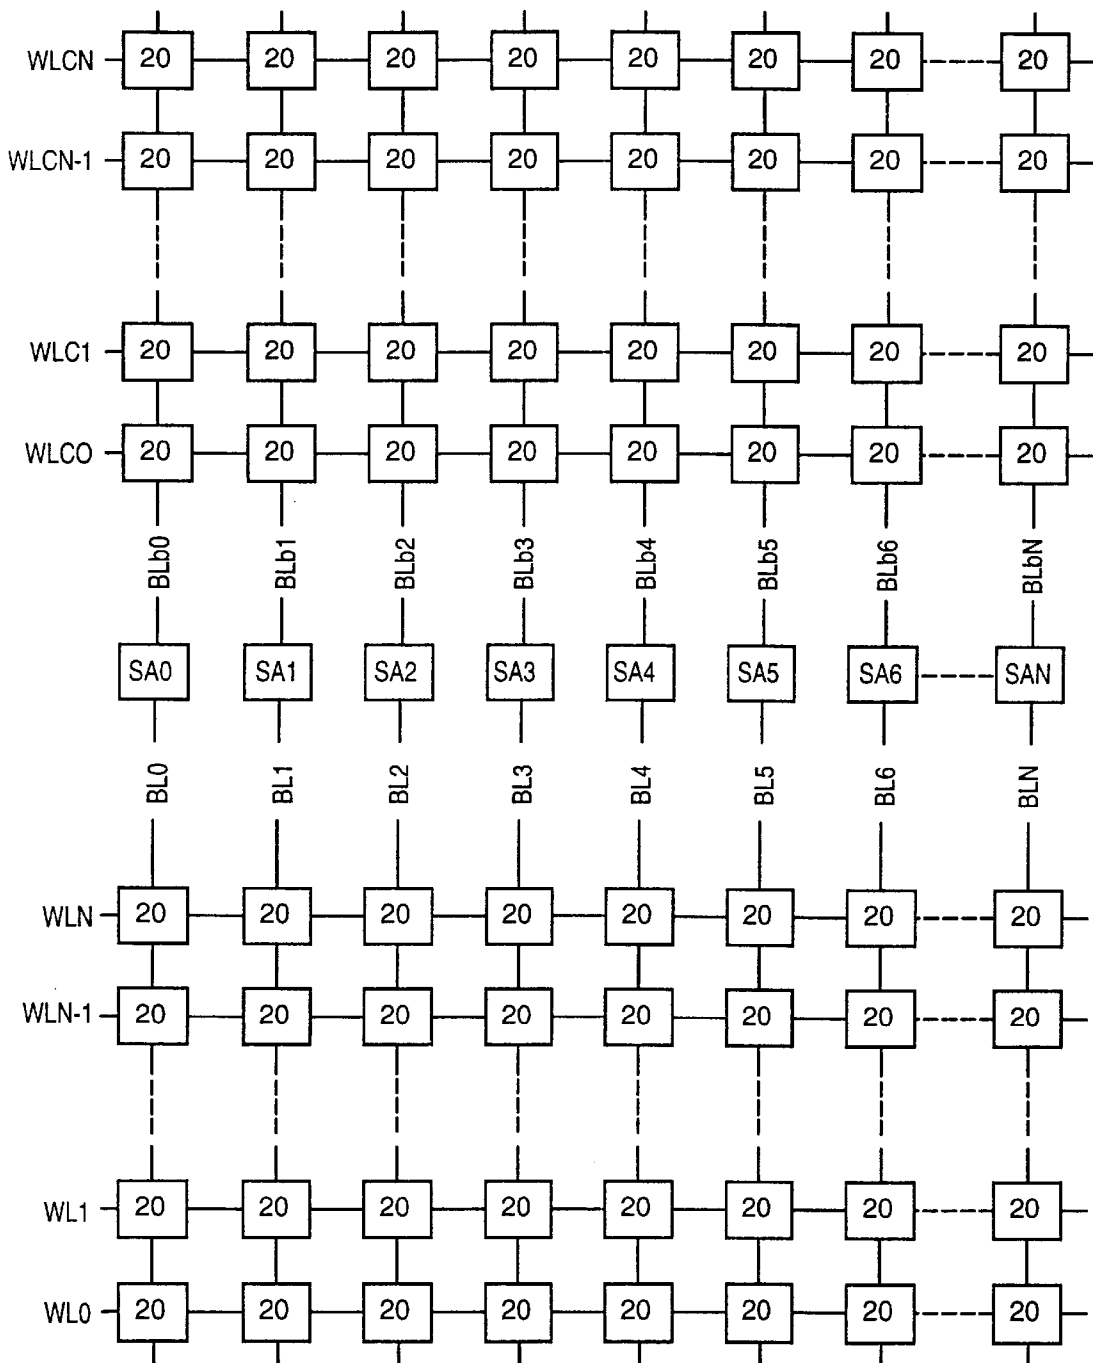 WLCN 20 20 20 20 20 20 20 20
WLCN-1 20 20 20 20 20 20 20 20
WLC1 20 20 20 20 20 20 20 20
WLCO 20 20 20 20 20 20 20 20
BLb0 BLb1 BLb2 BLb3 BLb4 BLb5 BLb6 BLbN
SA0 SA1 SA2 SA3 SA4 SA5 SA6 SAN
BL0 BL1 BL2 BL3 BL4 BL5 BL6 BLN
WLN 20 20 20 20 20 20 20 20
WLN-1 20 20 20 20 20 20 20 20
WL1 20 20 20 20 20 20 20 20
WL0 20 20 20 20 20 20 20 20